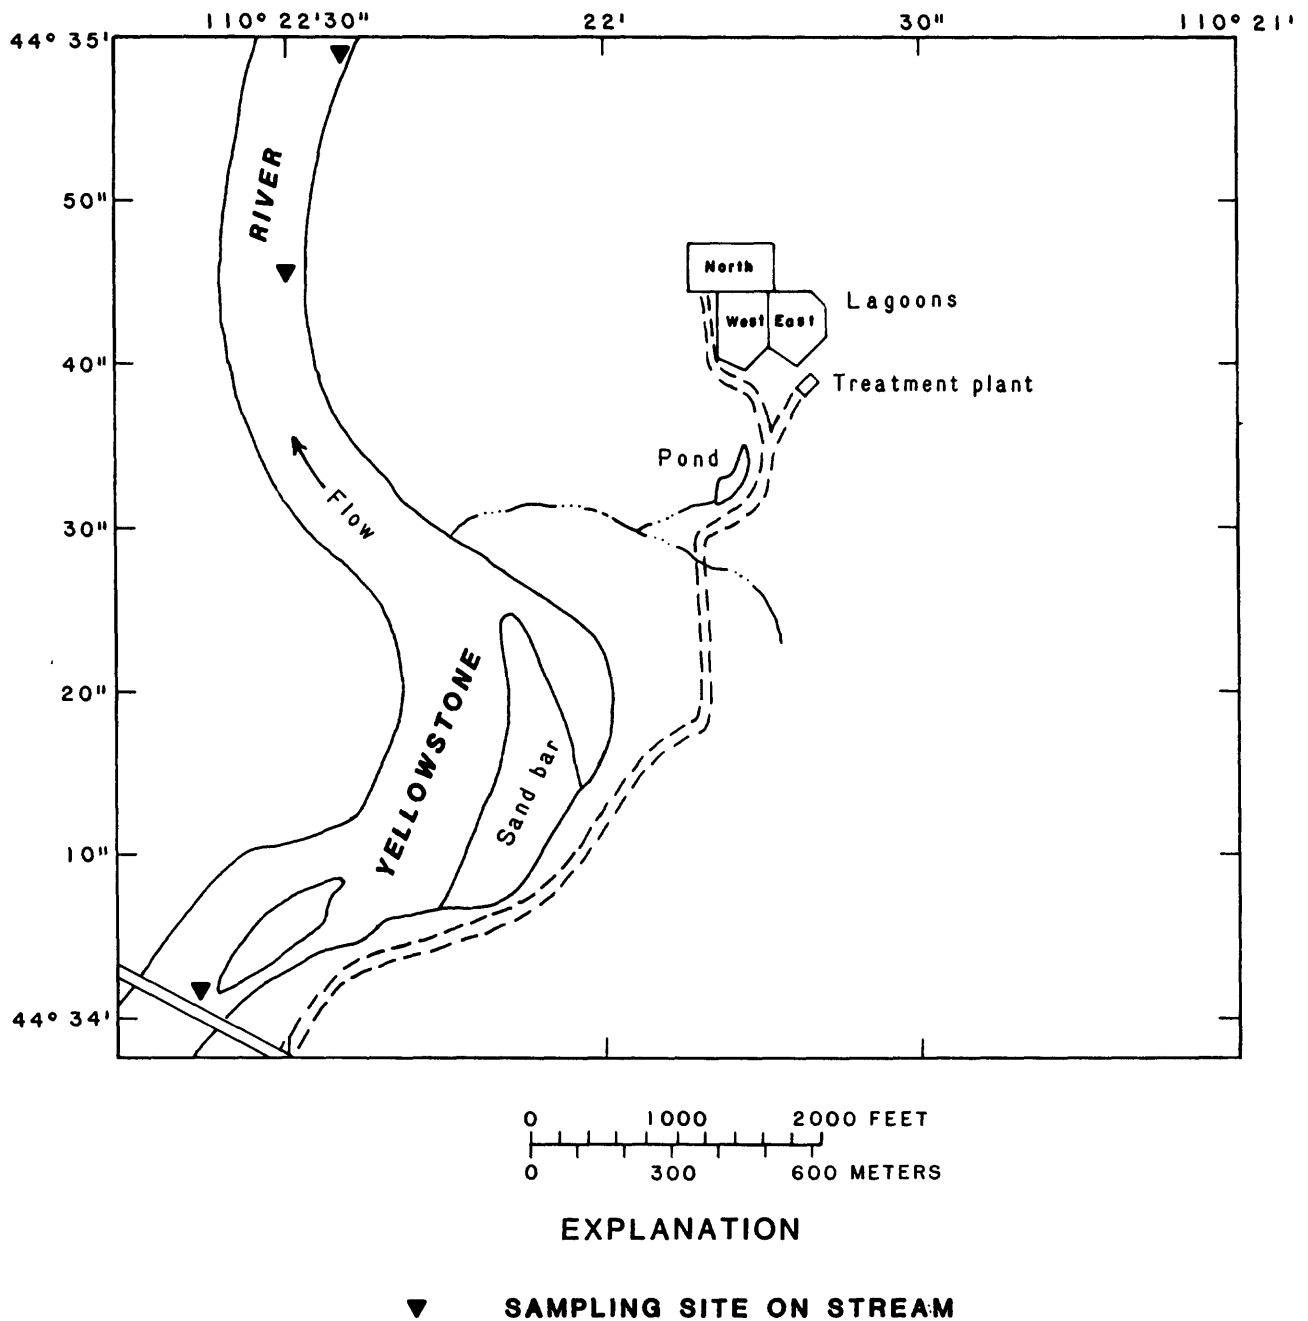 110° 22'30" 22' 30" 110° 21'
44° 35'
RIVER
50"
North
Lagoons
West East
40"
Treatment plant
Pond
Flow
30"
YELLOWSTONE
20"
Sand bar
10"
44° 34'
0 1000 2000 FEET
0 300 600 METERS
EXPLANATION
SAMPLING SITE ON STREAM